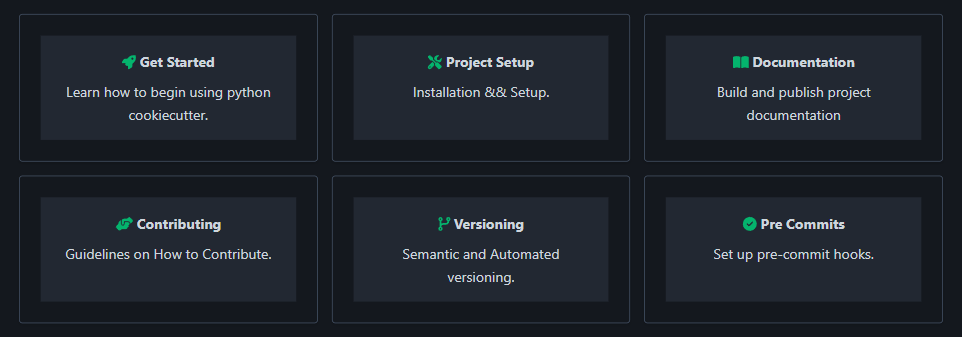 Get Started
Learn how to begin using python
cookiecutter.
Project Setup
Installation && Setup.
Documentation
Build and publish project
documentation
Contributing
Guidelines on How to Contribute.
Versioning
Semantic and Automated
versioning.
Pre Commits
Set up pre-commit hooks.